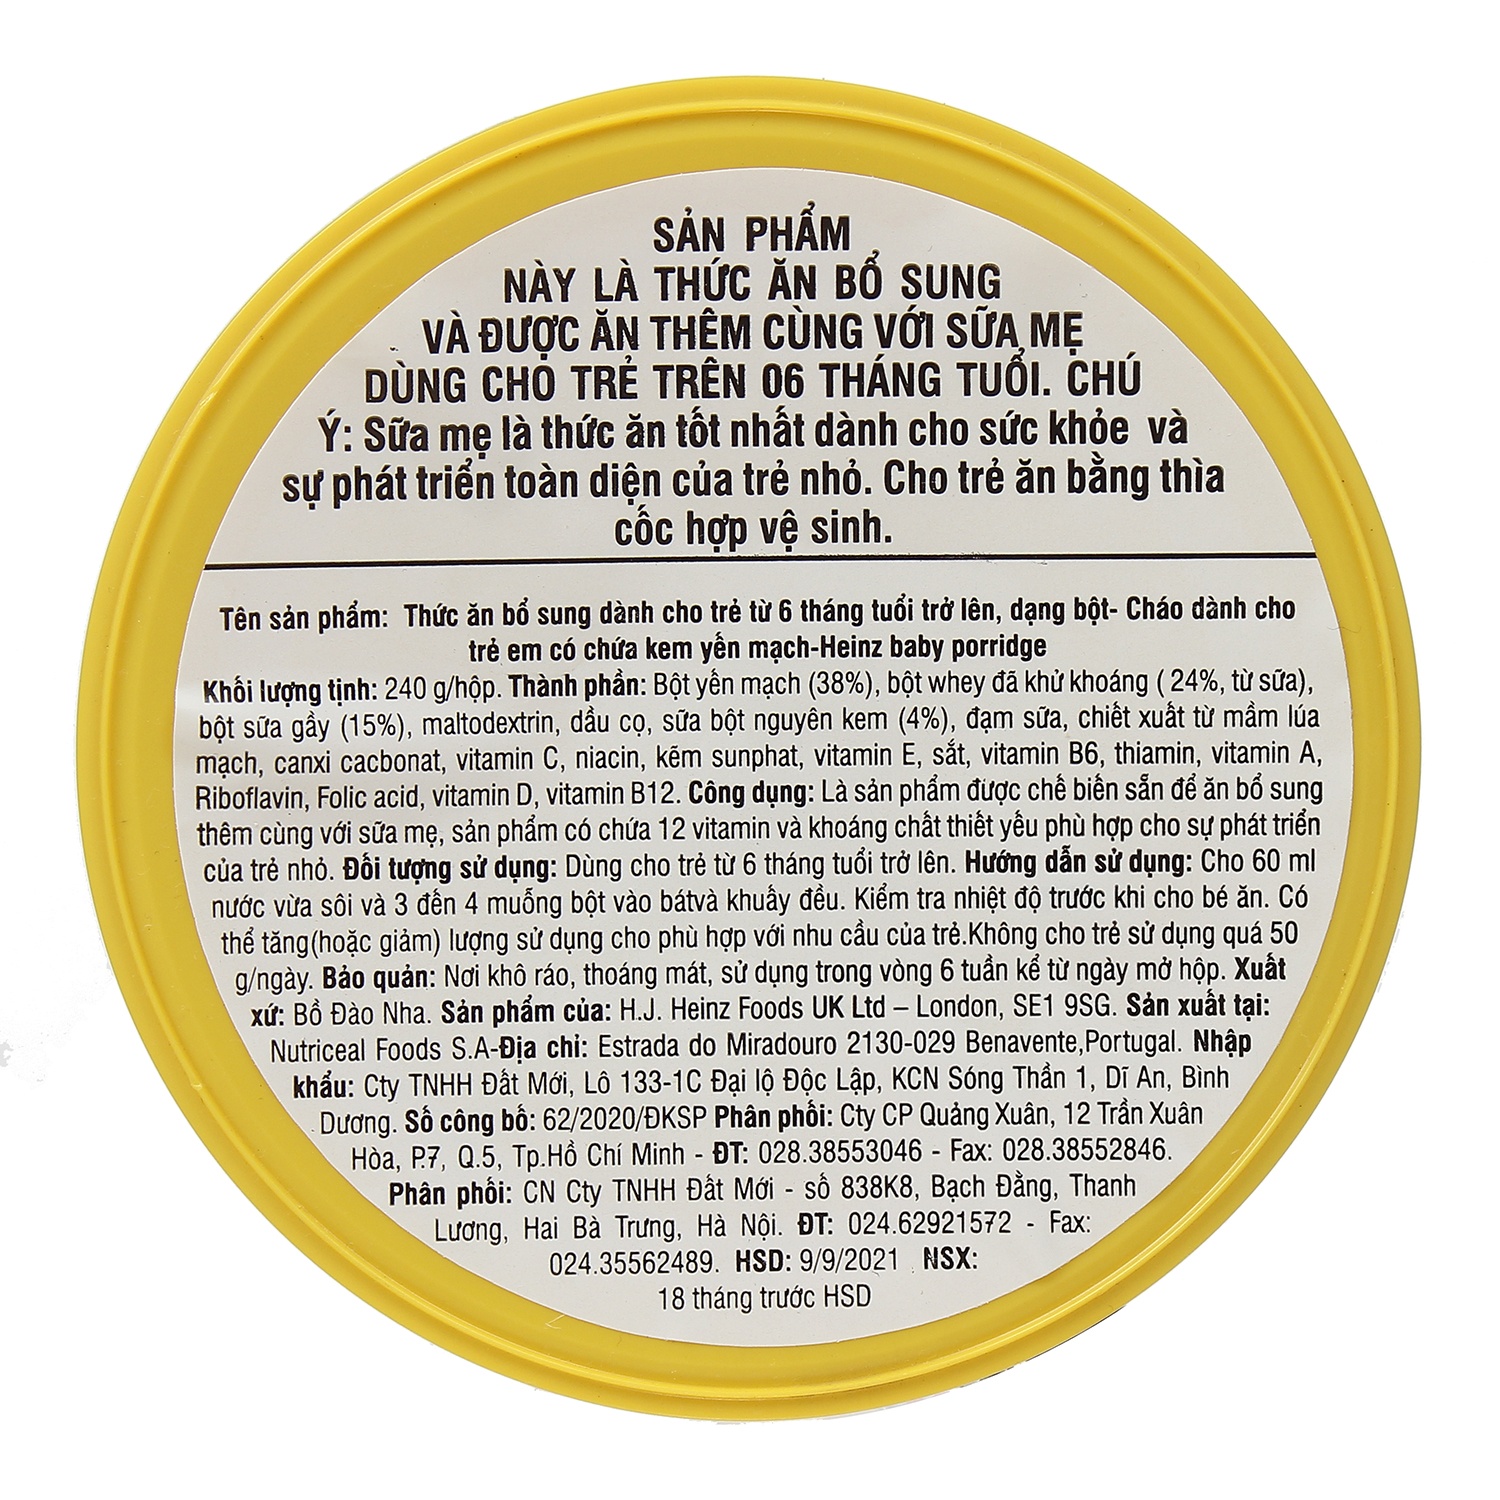 SẢN PHẨM
NÀY LÀ THỨC ĂN BỔ SUNG
VÀ ĐƯỢC ĂN THÊM CÙNG VỚI SỮA MẸ
DÙNG CHO TRẺ TRÊN 06 THÁNG TUỔI. CHÚ
Ý: Sữa mẹ là thức ăn tốt nhất dành cho sức khỏe và
sự phát triển toàn diện của trẻ nhỏ. Cho trẻ ăn bằng thìa
cốc hợp vệ sinh.
Tên sản phẩm: Thức ăn bổ sung dành cho trẻ từ 6 tháng tuổi trở lên, dạng bột- Cháo dành cho
trẻ em có chứa kem yến mạch-Heinz baby porridge
Khối lượng tịnh: 240 g/hộp. Thành phần: Bột yến mạch (38%), bột whey đã khử khoáng ( 24%, từ sữa),
bột sữa gầy (15%), maltodextrin, dầu cọ, sữa bột nguyên kem (4%), đạm sữa, chiết xuất từ mầm lúa
mạch, canxi cacbonat, vitamin C, niacin, kẽm sunphat, vitamin E, sắt, vitamin B6, thiamin, vitamin A,
Riboflavin, Folic acid, vitamin D, vitamin B12. Công dụng: Là sản phẩm được chế biến sẵn để ăn bổ sung
thêm cùng với sữa mẹ, sản phẩm có chứa 12 vitamin và khoáng chất thiết yếu phù hợp cho sự phát triển
của trẻ nhỏ. Đối tượng sử dụng: Dùng cho trẻ từ 6 tháng tuổi trở lên. Hướng dẫn sử dụng: Cho 60 ml
nước vừa sôi và 3 đến 4 muỗng bột vào bátvà khuấy đều. Kiểm tra nhiệt độ trước khi cho bé ăn. Có
thể tăng(hoặc giảm) lượng sử dụng cho phù hợp với nhu cầu của trẻ.Không cho trẻ sử dụng quá 50
g/ngày. Bảo quản: Nơi khô ráo, thoáng mát, sử dụng trong vòng 6 tuần kể từ ngày mở hộp. Xuất
xứ: Bồ Đào Nha. Sản phẩm của: H.J. Heinz Foods UK Ltd – London, SE1 9SG. Sản xuất tại:
Nutriceal Foods S.A-Địa chỉ: Estrada do Miradouro 2130-029 Benavente,Portugal. Nhập
khẩu: Cty TNHH Đất Mới, Lô 133-1C Đại lộ Độc Lập, KCN Sóng Thần 1, Dĩ An, Bình
Dương. Số công bố: 62/2020/ĐKSP Phân phối: Cty CP Quảng Xuân, 12 Trần Xuân
Hòa, P.7, Q.5, Tp.Hồ Chí Minh - ĐT: 028.38553046 - Fax: 028.38552846.
Phân phối: CN Cty TNHH Đất Mới - số 838K8, Bạch Đằng, Thanh
Lương, Hai Bà Trưng, Hà Nội. ĐT: 024.62921572 - Fax:
024.35562489. HSD: 9/9/2021 NSX:
18 tháng trước HSD